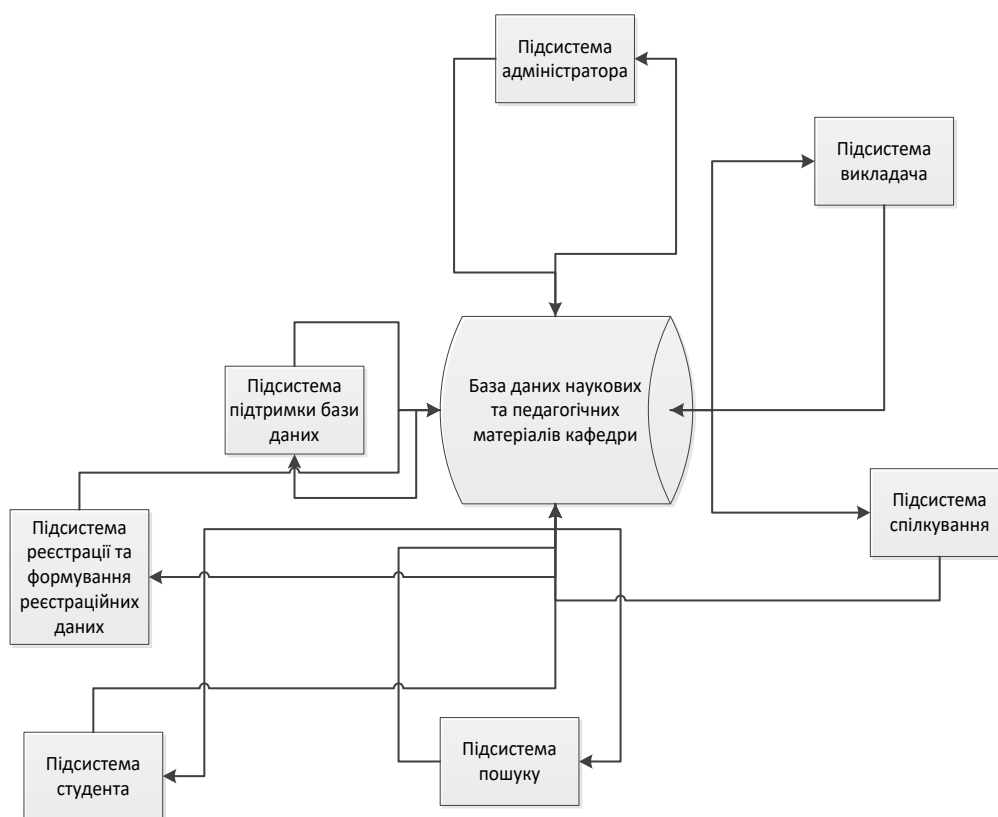 Підсистема
адміністратора
Підсистема
викладача
Підсистема
підтримки бази
даних
База даних наукових
та педагогічних
матеріалів кафедри
Підсистема
спілкування
Підсистема
реєстрації та
формування
реєстраційних
даних
Підсистема
студента
Підсистема
пошуку